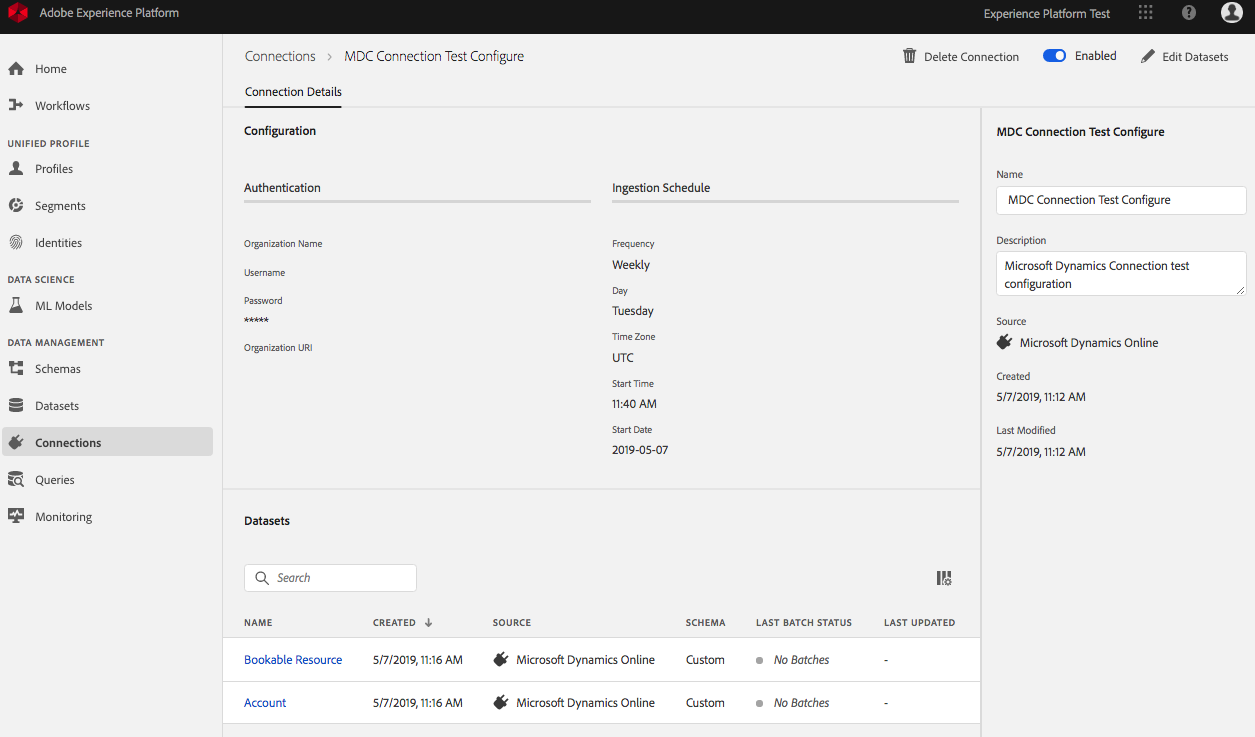 Adobe Experience Platform
Experience Platform Test
Home
Workflows
UNIFIED PROFILE
Profiles
Segments
Identities
DATA SCIENCE
ML Models
DATA MANAGEMENT
Schemas
Datasets
Connections
Queries
Monitoring
Connections › MDC Connection Test Configure
Delete Connection
Enabled
Edit Datasets
Connection Details
Configuration
Authentication
Organization Name
Username
Password
*****
Organization URI
Ingestion Schedule
Frequency
Weekly
Day
Tuesday
Time Zone
UTC
Start Time
11:40 AM
Start Date
2019-05-07
Datasets
Search
NAME CREATED SOURCE SCHEMA LAST BATCH STATUS LAST UPDATED
Bookable Resource 5/7/2019, 11:16 AM Microsoft Dynamics Online Custom No Batches -
Account 5/7/2019, 11:16 AM Microsoft Dynamics Online Custom No Batches -
MDC Connection Test Configure
Name
MDC Connection Test Configure
Description
Microsoft Dynamics Connection test
configuration
Source
Microsoft Dynamics Online
Created
5/7/2019, 11:12 AM
Last Modified
5/7/2019, 11:12 AM